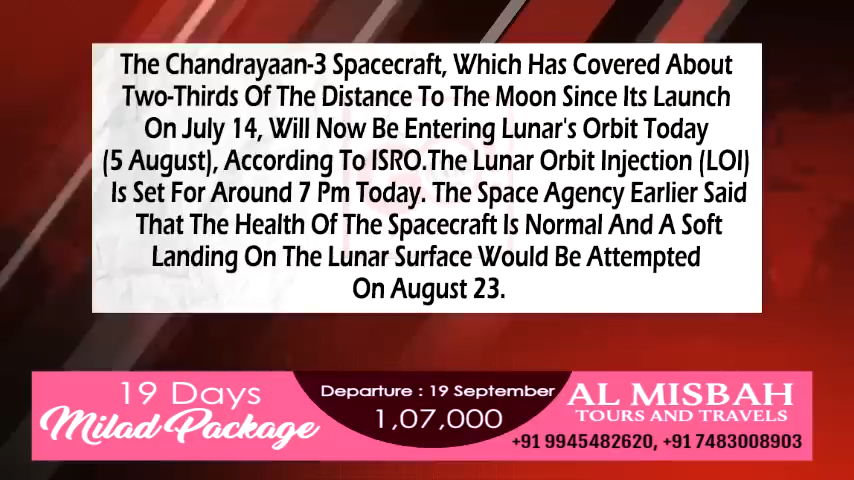 The Chandrayaan-3 Spacecraft, Which Has Covered About
Two-Thirds Of The Distance To The Moon Since Its Launch
On July 14, Will Now Be Entering Lunar's Orbit Today
(5 August), According To ISRO.The Lunar Orbit Injection (LOI)
Is Set For Around 7 Pm Today. The Space Agency Earlier Said
That The Health Of The Spacecraft Is Normal And A Soft
Landing On The Lunar Surface Would Be Attempted
On August 23.
19 Days
Milad Package
Departure : 19 September
1,07,000
AL MISBAH
TOURS AND TRAVELS
+91 9945482620, +91 7483008903